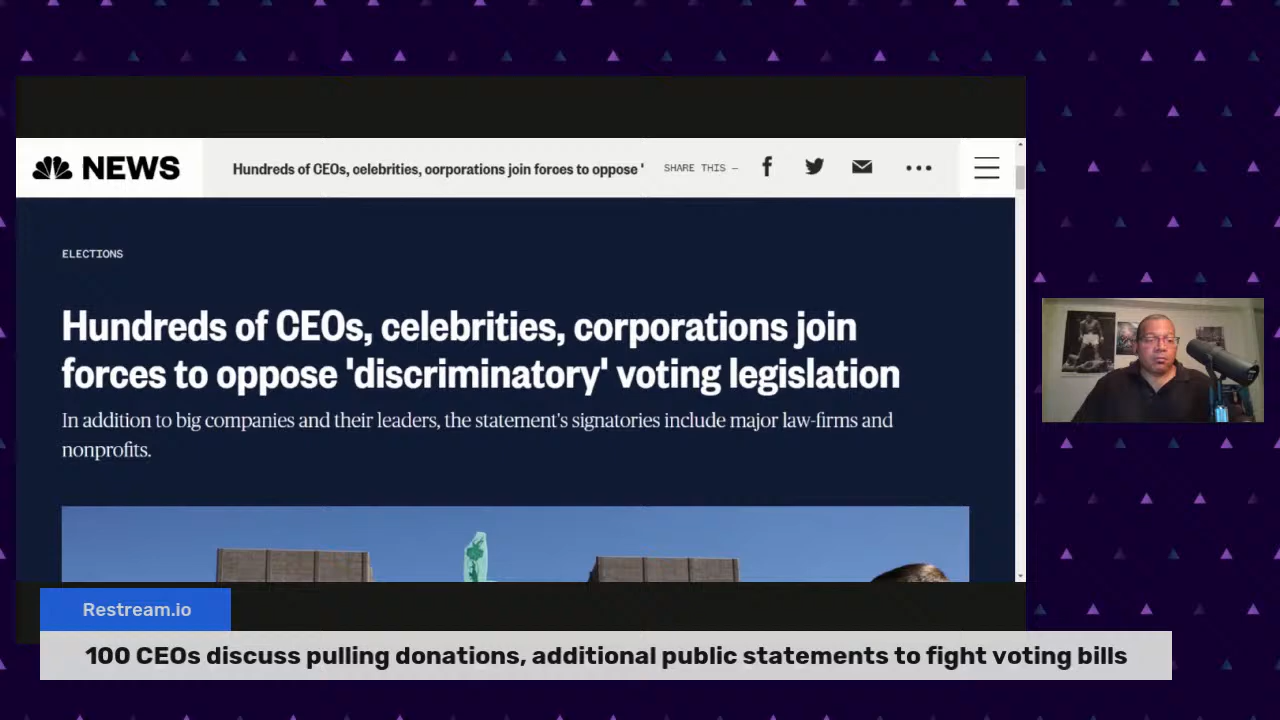 NEWS
Hundreds of CEOs, celebrities, corporations join forces to oppose '
SHARE THIS —
ELECTIONS
Hundreds of CEOs, celebrities, corporations join
forces to oppose 'discriminatory' voting legislation
In addition to big companies and their leaders, the statement's signatories include major law-firms and
nonprofits.
Restream.io
100 CEOs discuss pulling donations, additional public statements to fight voting bills